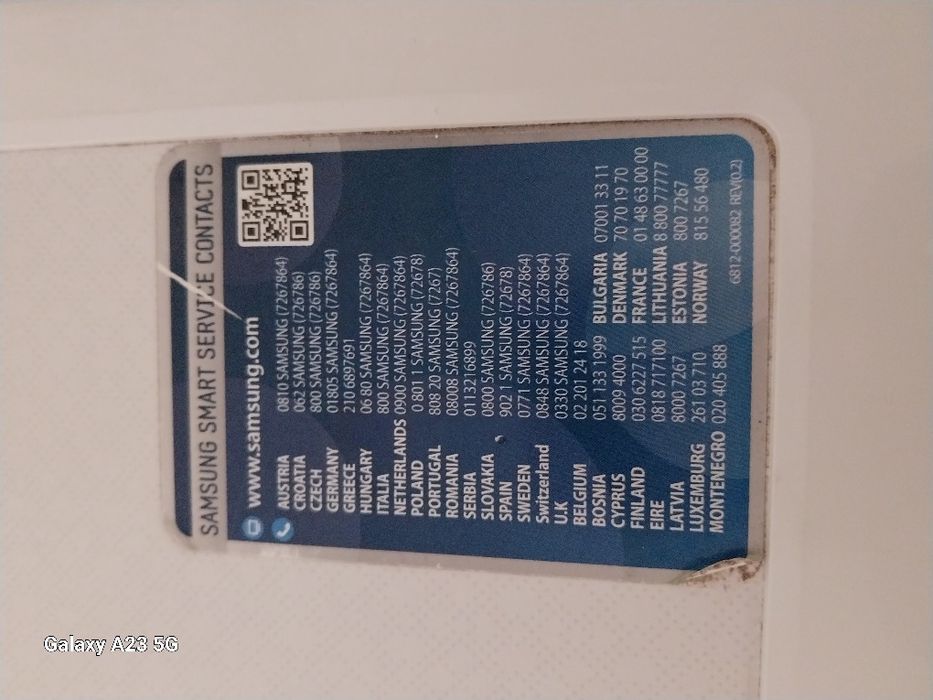 SAMSUNG SMART SERVICE CONTACTS
www.samsung.com
AUSTRIA 0810 SAMSUNG (7267864)
CROATIA 062 SAMSUNG (726786)
CZECH 800 SAMSUNG (726786)
GERMANY 01805 SAMSUNG (7267864)
GREECE 210 6897691
HUNGARY 06 80 SAMSUNG (7267864)
ITALIA 800 SAMSUNG (7267864)
NETHERLANDS 0900 SAMSUNG (7267864)
POLAND 0 801 1 SAMSUNG (72678)
PORTUGAL 808 20 SAMSUNG (7267)
ROMANIA 08008 SAMSUNG (7267864)
SERBIA 0113216899
SLOVAKIA 0800 SAMSUNG (726786)
SPAIN 902 1 SAMSUNG (72678)
SWEDEN 0771 SAMSUNG (7267864)
Switzerland 0848 SAMSUNG (7267864)
U.K 0330 SAMSUNG (7267864)
BELGIUM 02 201 24 18
BOSNIA 051 133 1999 BULGARIA 07001 33 11
CYPRUS 8009 4000 DENMARK 70 70 19 70
FINLAND 030 6227 515 FRANCE 01 48 63 00 00
EIRE 0818 717100 LITHUANIA 8 800 77777
LATVIA 8000 7267 ESTONIA 800 7267
LUXEMBURG 261 03 710 NORWAY 815 56 480
MONTENEGRO 020 405 888
6812-000082 REV(0.2)
Galaxy A23 5G